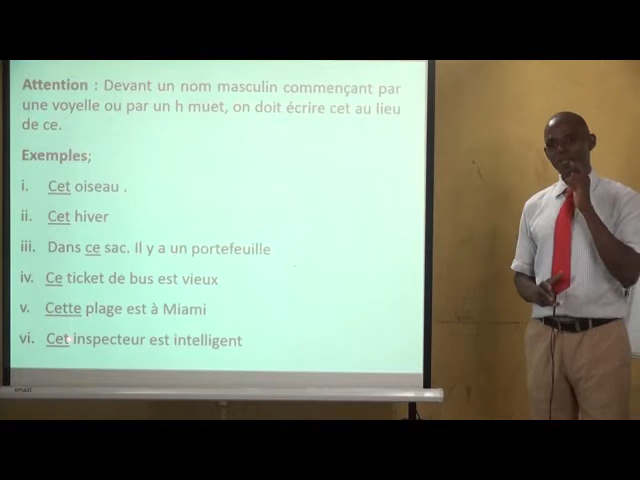 Attention : Devant un nom masculin commençant par
une voyelle ou par un h muet, on doit écrire cet au lieu
de ce.
Exemples;
i. Cet oiseau .
ii. Cet hiver
iii. Dans ce sac. Il y a un portefeuille
iv. Ce ticket de bus est vieux
v. Cette plage est à Miami
vi. Cet inspecteur est intelligent